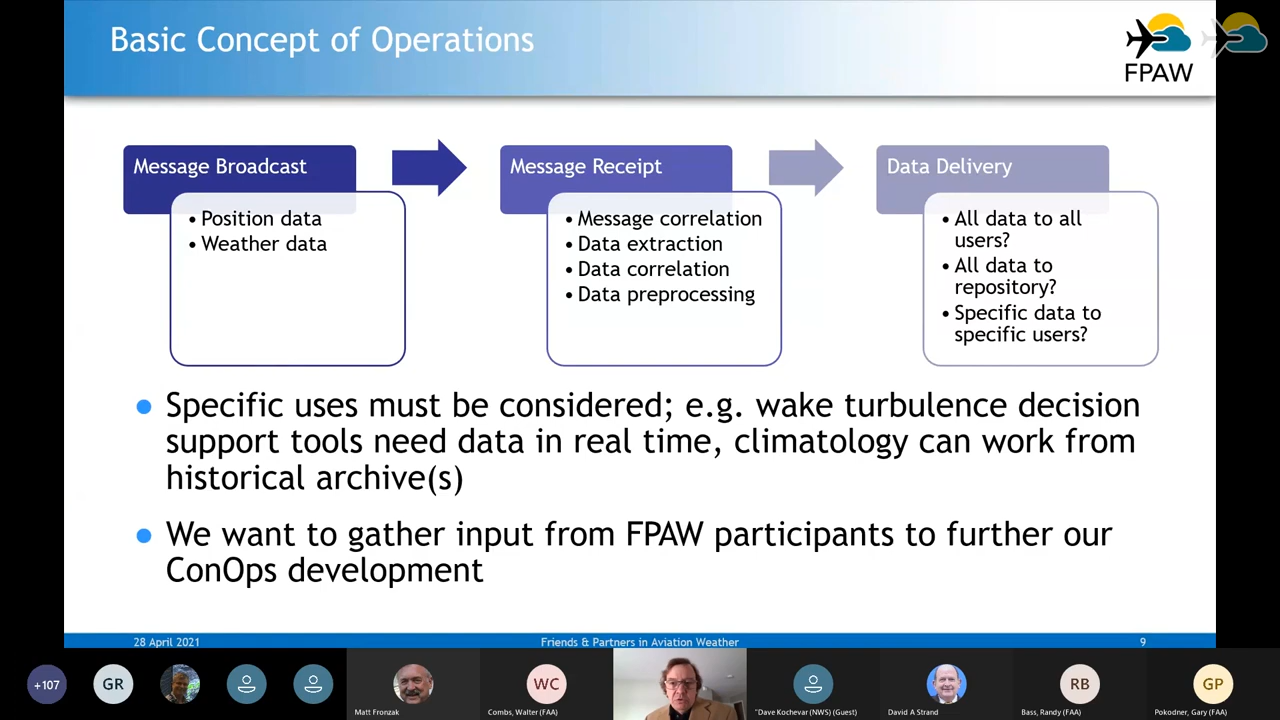 Basic Concept of Operations
FPAW
Message Broadcast
• Position data
• Weather data
Message Receipt
• Message correlation
• Data extraction
• Data correlation
• Data preprocessing
Data Delivery
• All data to all
users?
• All data to
repository?
• Specific data to
specific users?
● Specific uses must be considered; e.g. wake turbulence decision
support tools need data in real time, climatology can work from
historical archive(s)
● We want to gather input from FPAW participants to further our
ConOps development
28 April 2021
Friends & Partners in Aviation Weather
9
+107
GR
Matt Fronzak
WC
Combs, Walter (FAA)
"Dave Kochevar (NWS) (Guest)
David A Strand
RB
Bass, Randy (FAA)
GP
Pokodner, Gary (FAA)